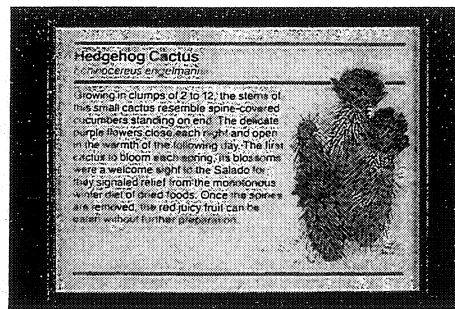 Hedgehog Cactus
Echinocereus engelmanii
Growing in clumps of 2 to 12, the stems of
this small cactus resemble spine-covered
cucumbers standing on end. The delicate
purple flowers close each night and open
in the warmth of the following day. The first
cactus to bloom each spring, its blossoms
were a welcome sight to the Salado for
they signaled relief from the monotonous
winter diet of dried foods. Once the spines
are removed, the red juicy fruit can be
eaten without further preparation.